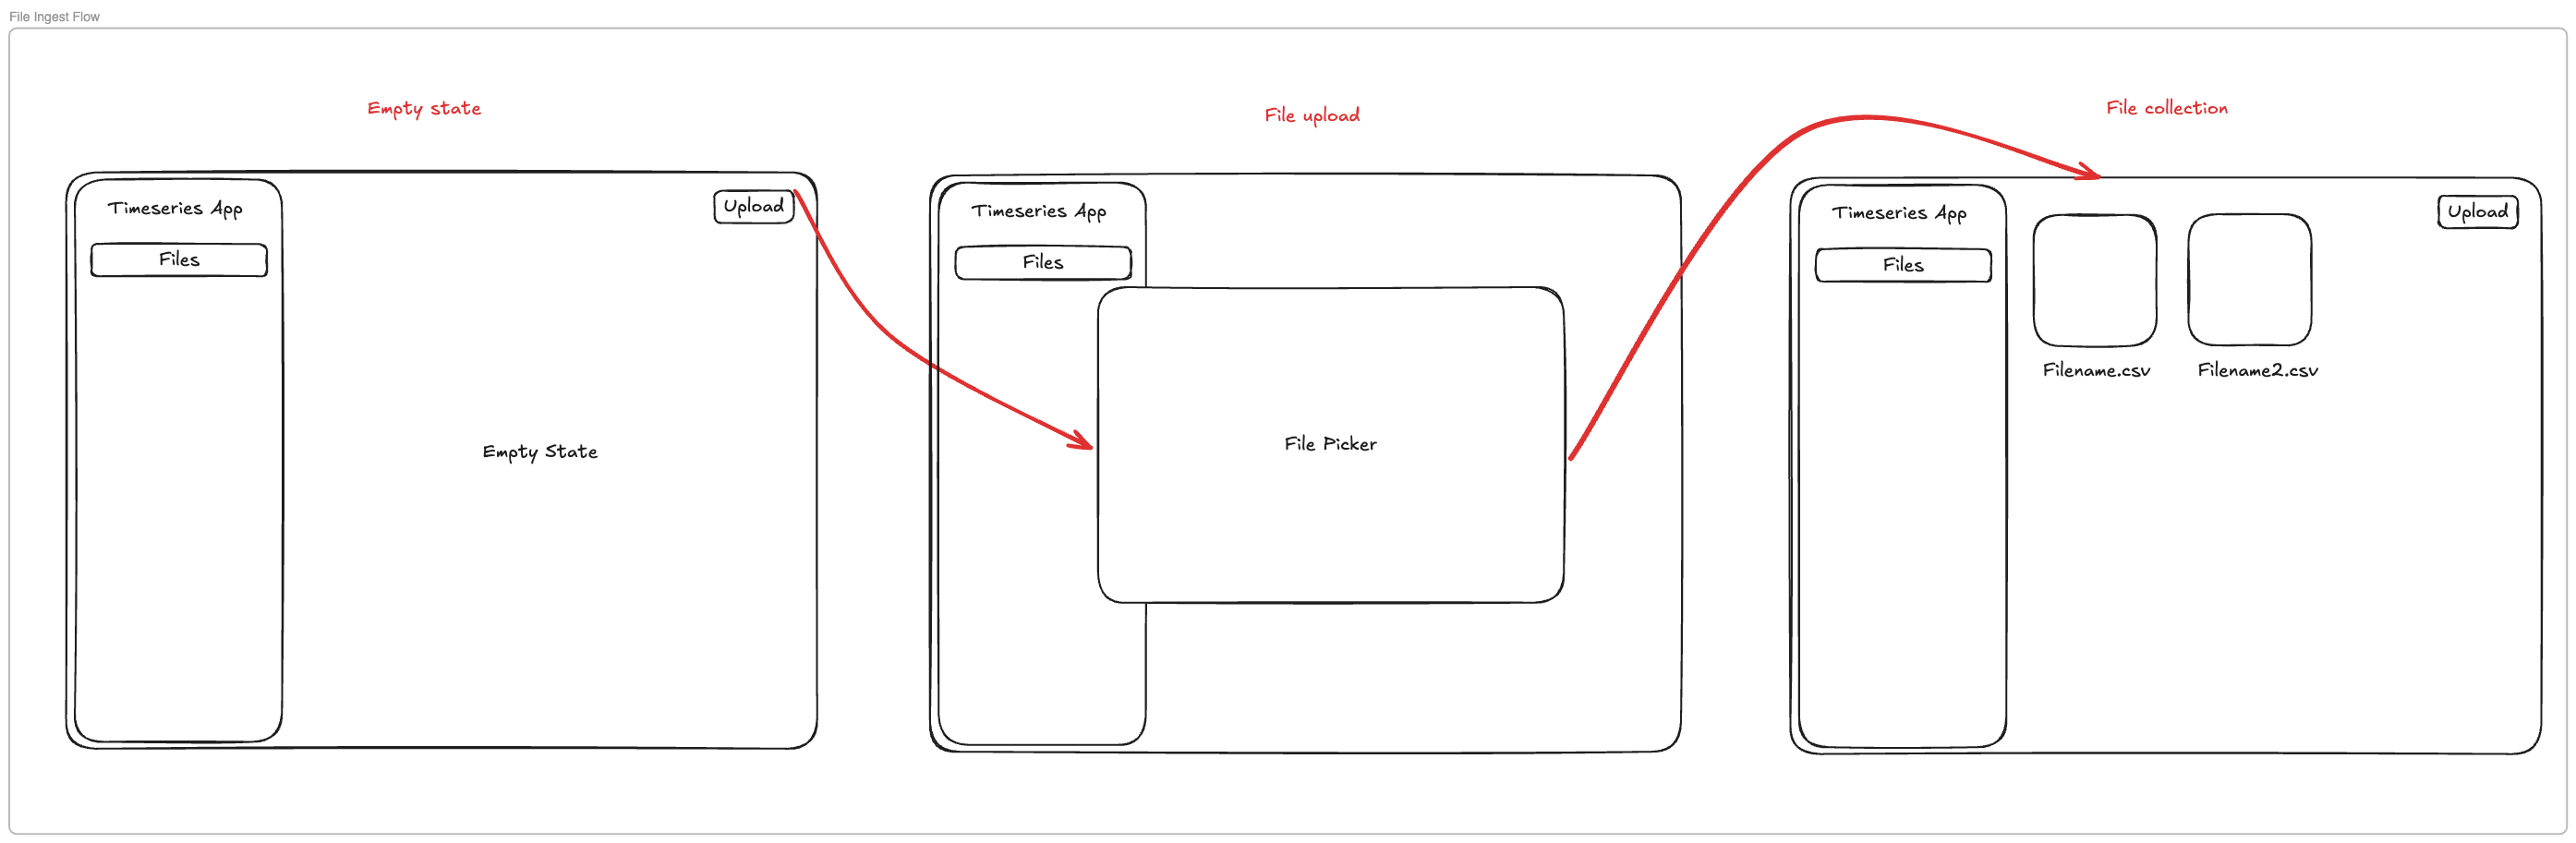 File Ingest Flow
Empty state
File upload
File collection
Timeseries App
Upload
Files
Empty State
Timeseries App
Files
File Picker
Timeseries App
Upload
Files
Filename.csv
Filename2.csv